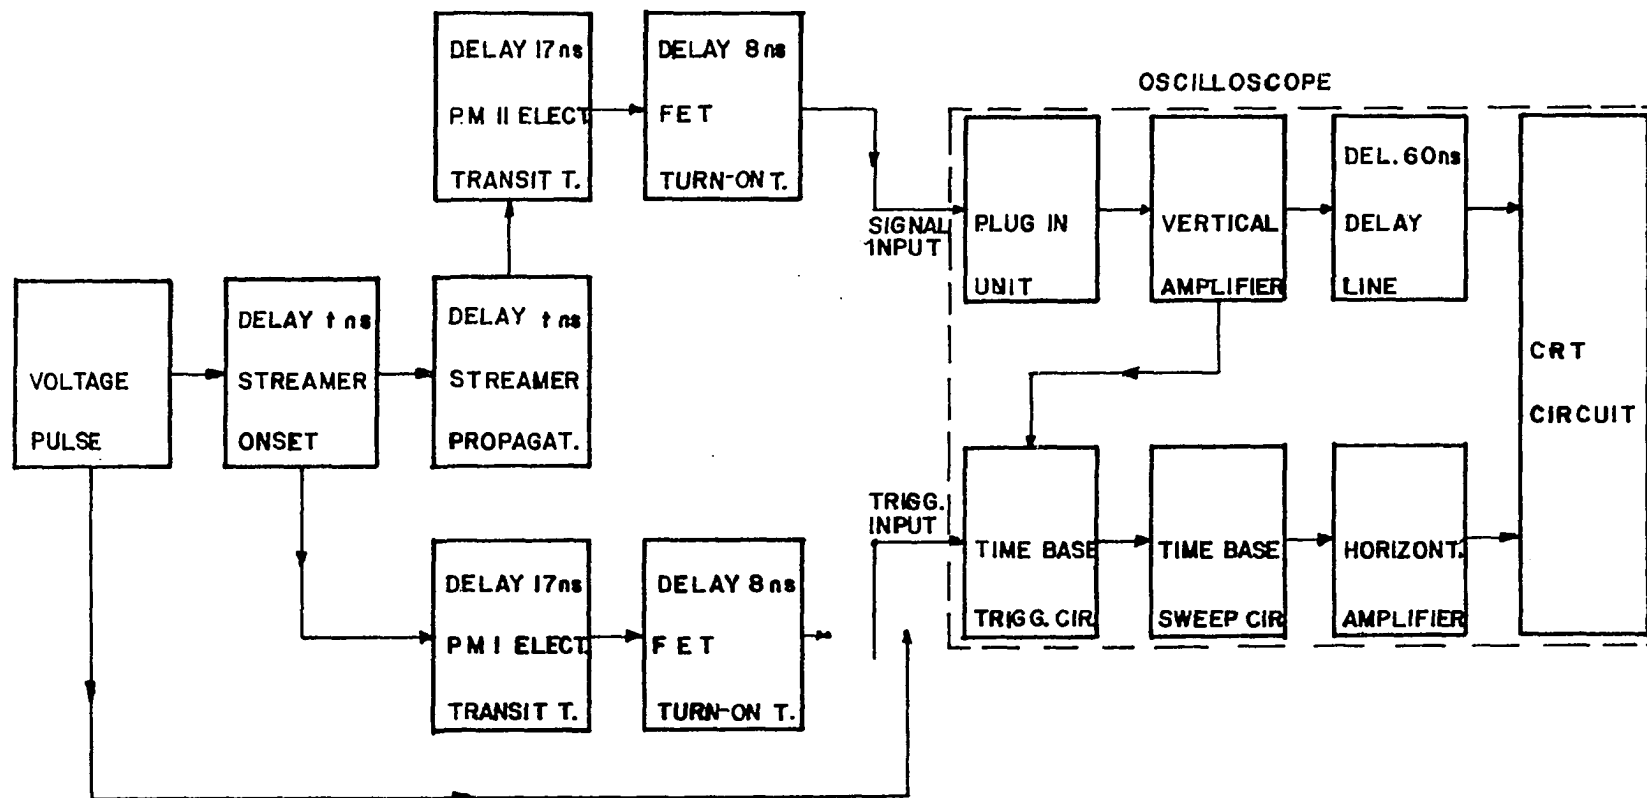 DELAY 17ns
P.M II ELECT.
TRANSIT T.
DELAY 8ns
FET
TURN-ON T.
OSCILLOSCOPE
SIGNAL
INPUT
PLUG IN
UNIT
VERTICAL
AMPLIFIER
DEL. 60ns
DELAY
LINE
CRT
CIRCUIT
VOLTAGE
PULSE
DELAY t ns
STREAMER
ONSET
DELAY t ns
STREAMER
PROPAGAT.
TRIGG.
INPUT
TIME BASE
TRIGG. CIR.
TIME BASE
SWEEP CIR.
HORIZONT.
AMPLIFIER
DELAY 17ns
P.M I ELECT.
TRANSIT T.
DELAY 8ns
FET
TURN-ON T.